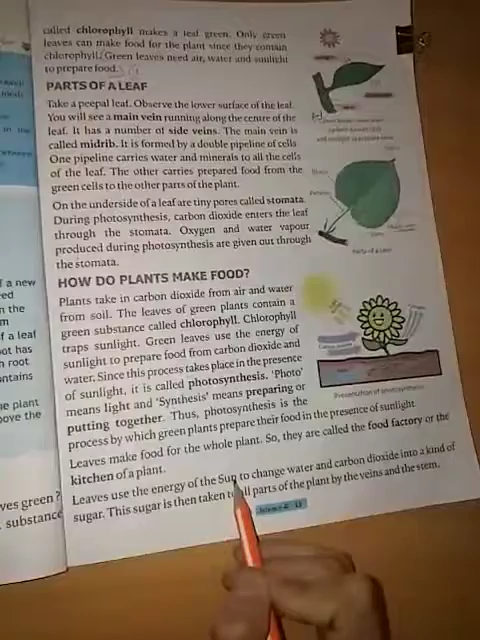 called chlorophyll makes a leaf green. Only green
leaves can make food for the plant since they contain
chlorophyll. Green leaves need air, water and sunlight
to prepare food.
PARTS OF A LEAF
Take a peepal leaf. Observe the lower surface of the leaf.
You will see a main vein running along the centre of the
leaf. It has a number of side veins. The main vein is
called midrib. It is formed by a double pipeline of cells
One pipeline carries water and minerals to all the cells
of the leaf. The other carries prepared food from the
green cells to the other parts of the plant.
On the underside of a leaf are tiny pores called stomata.
During photosynthesis, carbon dioxide enters the leaf
through the stomata. Oxygen and water vapour
produced during photosynthesis are given out through
the stomata.
Parts of a leaf
HOW DO PLANTS MAKE FOOD?
Plants take in carbon dioxide from air and water
from soil. The leaves of green plants contain a
green substance called chlorophyll. Chlorophyll
traps sunlight. Green leaves use the energy of
sunlight to prepare food from carbon dioxide and
water. Since this process takes place in the presence
of sunlight, it is called photosynthesis. 'Photo'
means light and 'Synthesis' means preparing or
putting together. Thus, photosynthesis is the
process by which green plants prepare their food in the presence of sunlight
Presentation of photosynthesis
Leaves make food for the whole plant. So, they are called the food factory or the
kitchen of a plant.
Leaves use the energy of the Sun to change water and carbon dioxide into a kind of
sugar. This sugar is then taken to all parts of the plant by the veins and the stem.
f a new
n the
f a leaf
oot has
n root
ntains
e plant
ove the
ves green?
substance